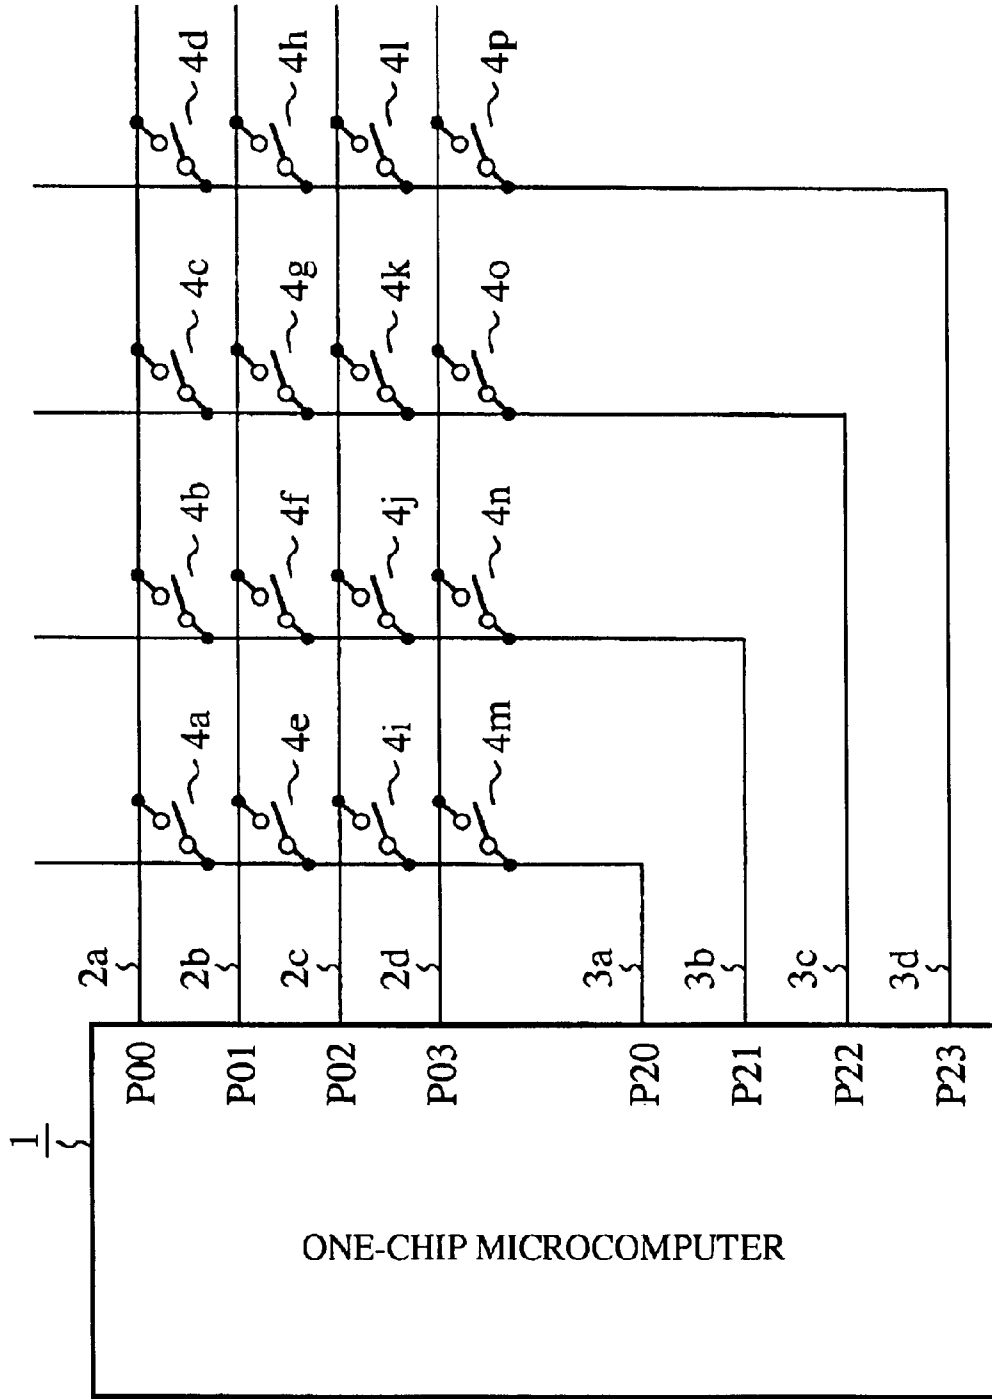 1
ONE-CHIP MICROCOMPUTER
P00
P01
P02
P03
P20
P21
P22
P23
2a
2b
2c
2d
3a
3b
3c
3d
4a
4b
4c
4d
4e
4f
4g
4h
4i
4j
4k
4l
4m
4n
4o
4p